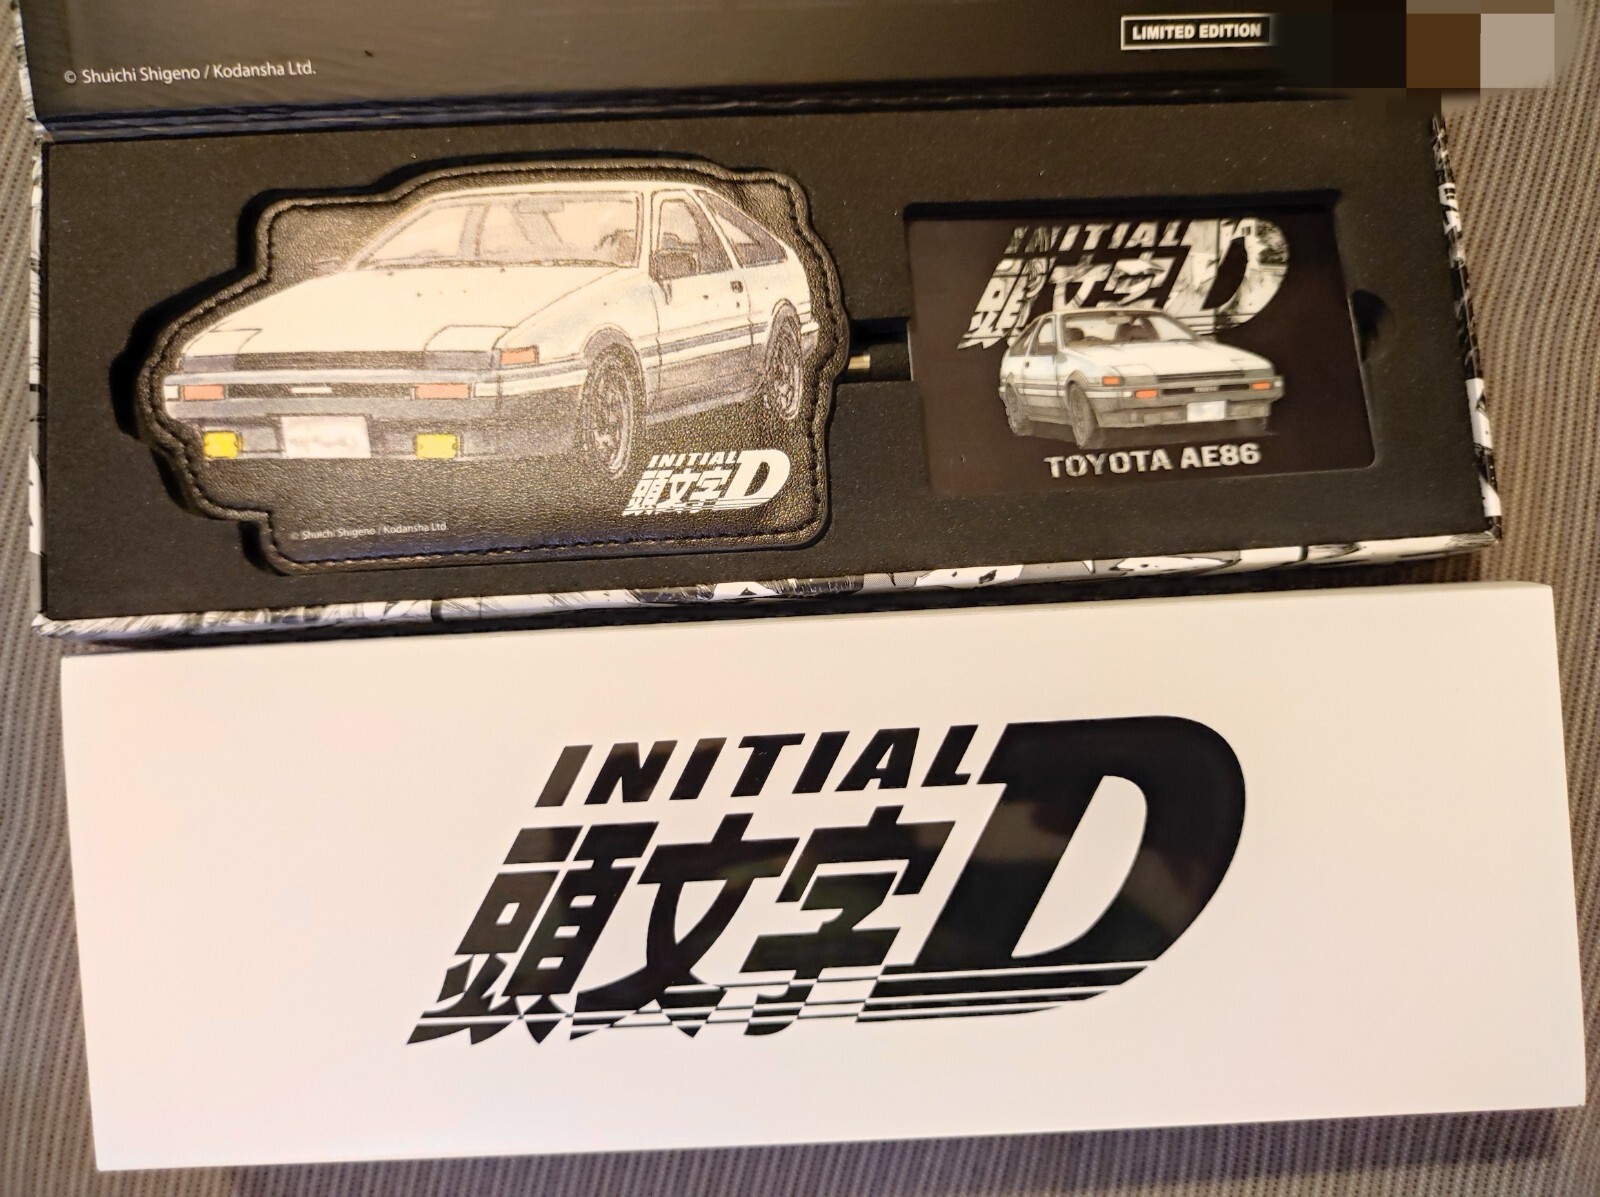 © Shuichi Shigeno / Kodansha Ltd.
LIMITED EDITION
INITIAL
頭文字D
© Shuichi Shigeno / Kodansha Ltd.
INITIAL
頭文字D
TOYOTA AE86
INITIAL
頭文字D